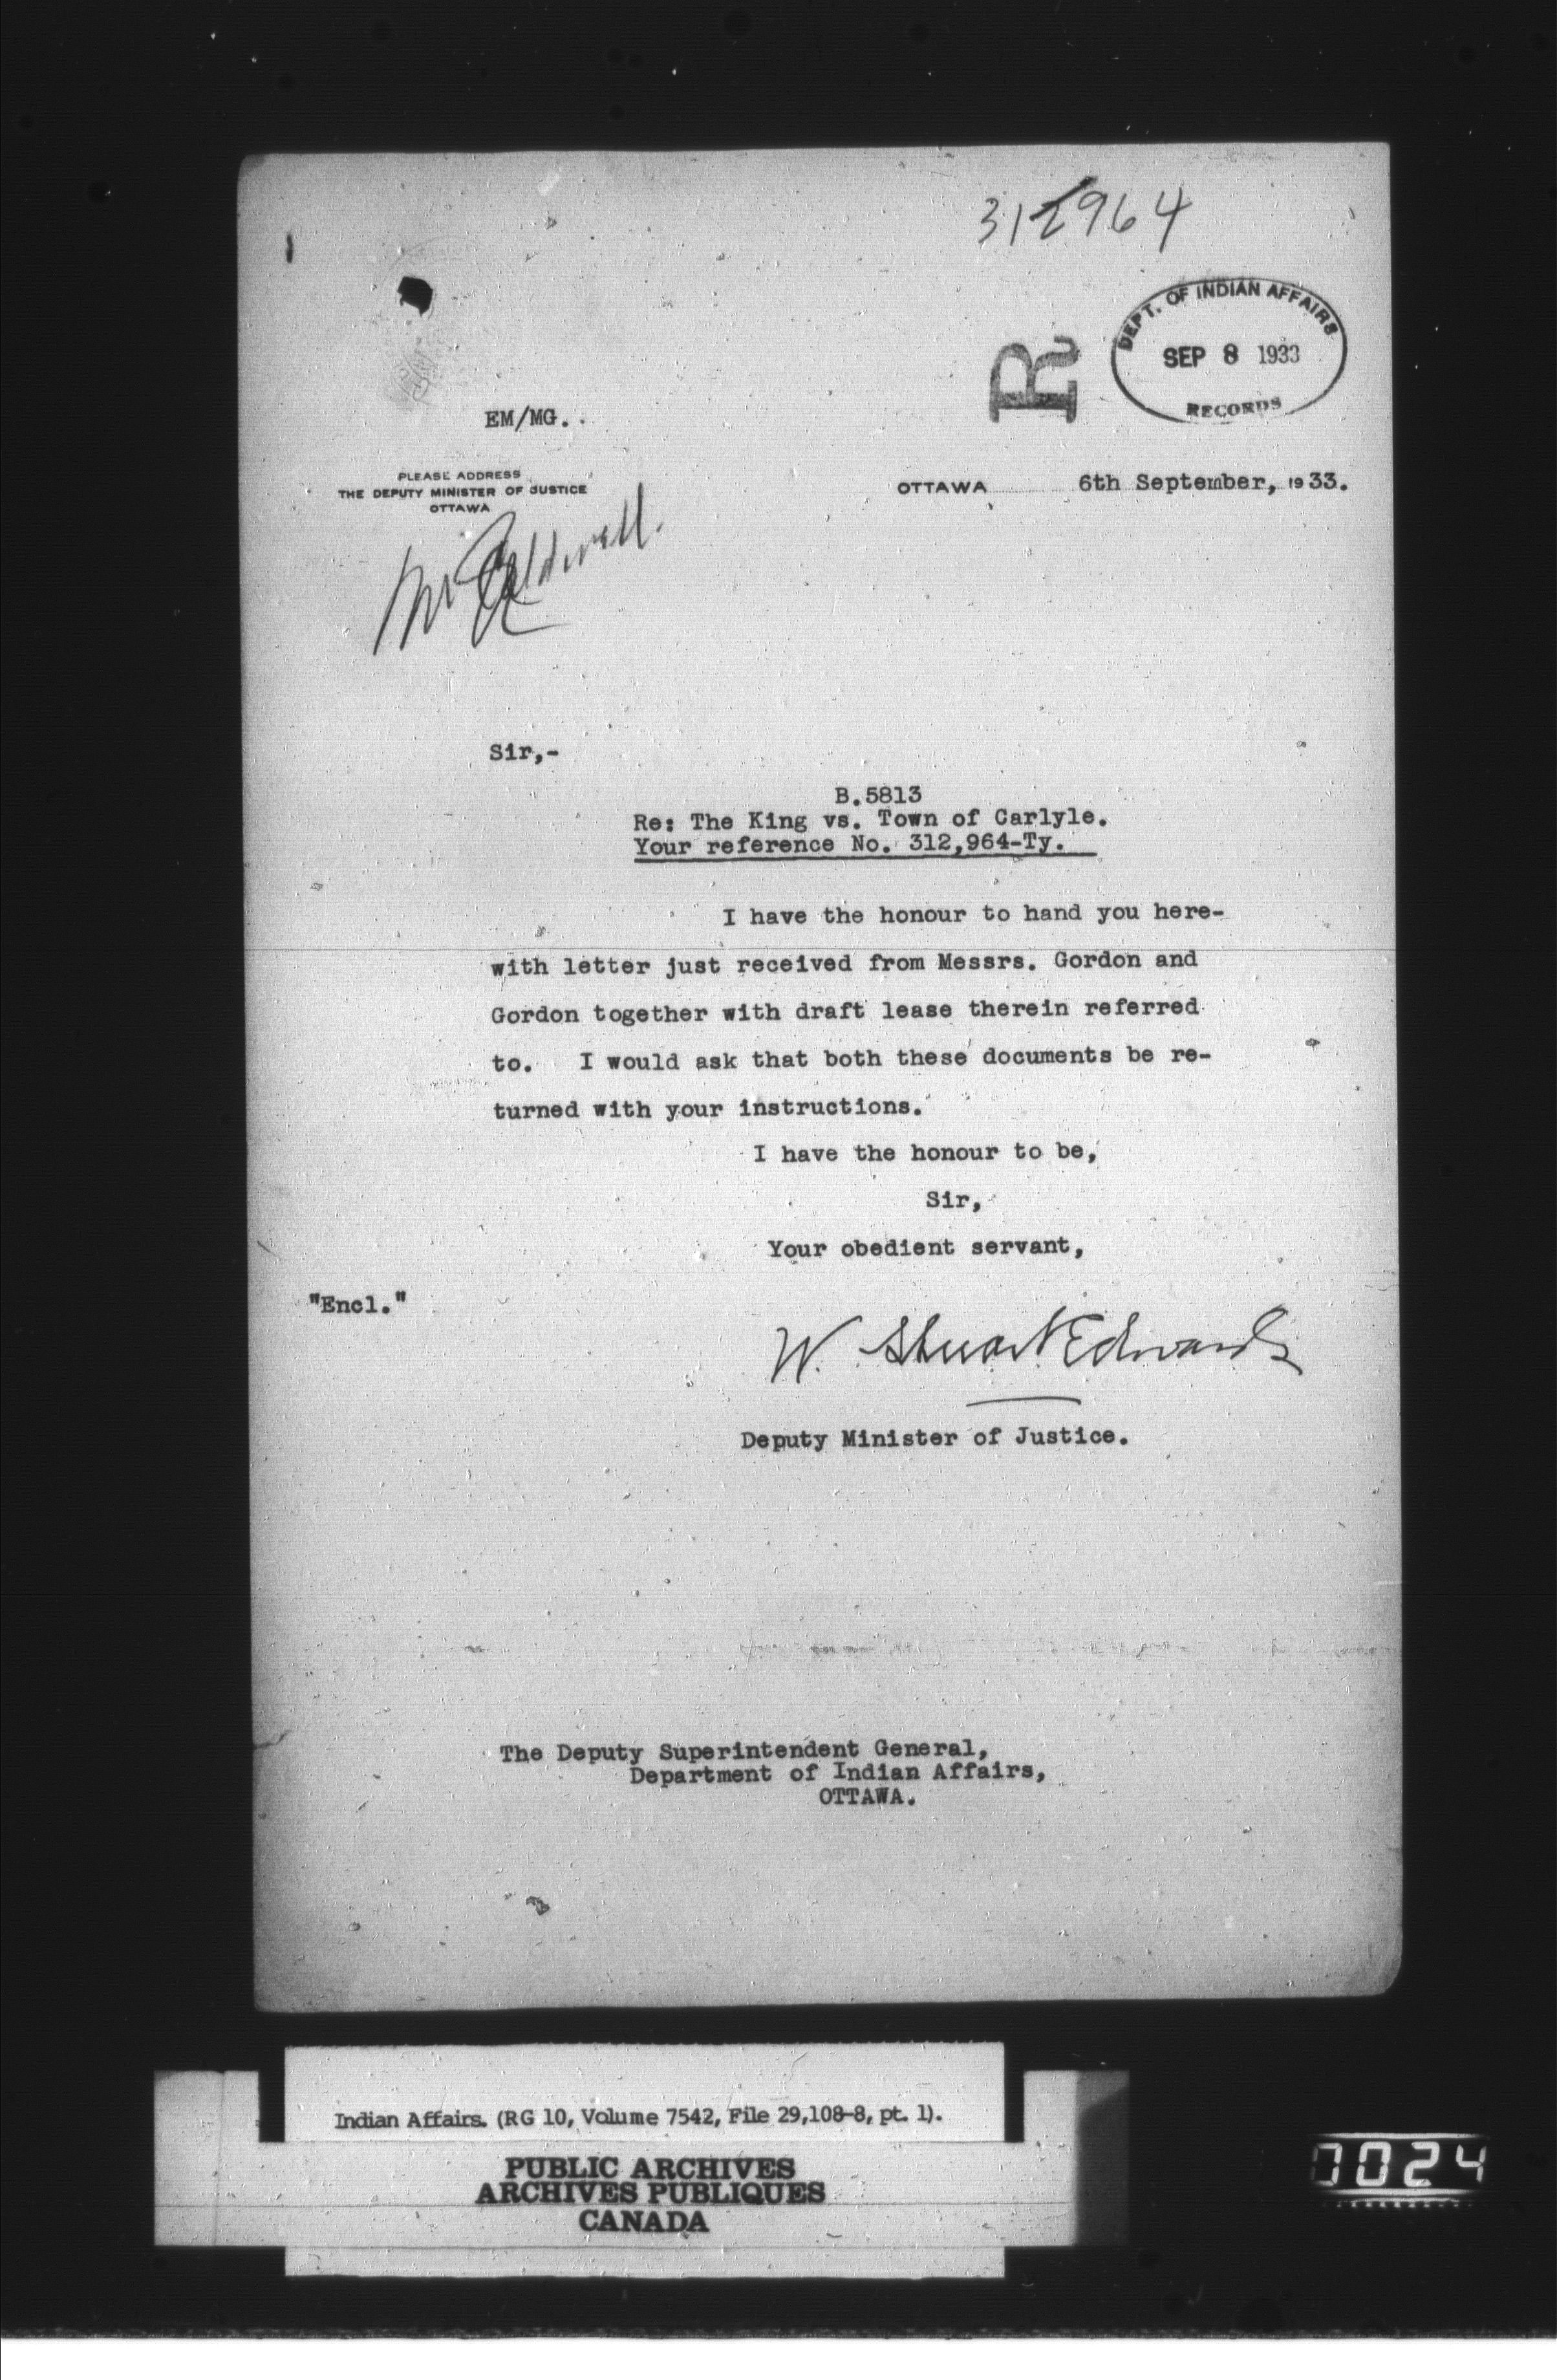 312964
DEPT. OF INDIAN AFFAIRS
SEP 8 1933
RECORDS
R
EM/MG..
PLEASE ADDRESS
THE DEPUTY MINISTER OF JUSTICE
OTTAWA
OTTAWA 6th September, 1933.
Mr Caldwell.
Sir,-
B.5813
Re: The King vs. Town of Carlyle.
Your reference No. 312,964-Ty.
I have the honour to hand you here-
with letter just received from Messrs. Gordon and
Gordon together with draft lease therein referred
to. I would ask that both these documents be re-
turned with your instructions.
I have the honour to be,
Sir,
Your obedient servant,
"Encl."
W. Stuart Edwards
Deputy Minister of Justice.
The Deputy Superintendent General,
Department of Indian Affairs,
OTTAWA.
Indian Affairs. (RG 10, Volume 7542, File 29,108-8, pt. 1).
PUBLIC ARCHIVES
ARCHIVES PUBLIQUES
CANADA
0024